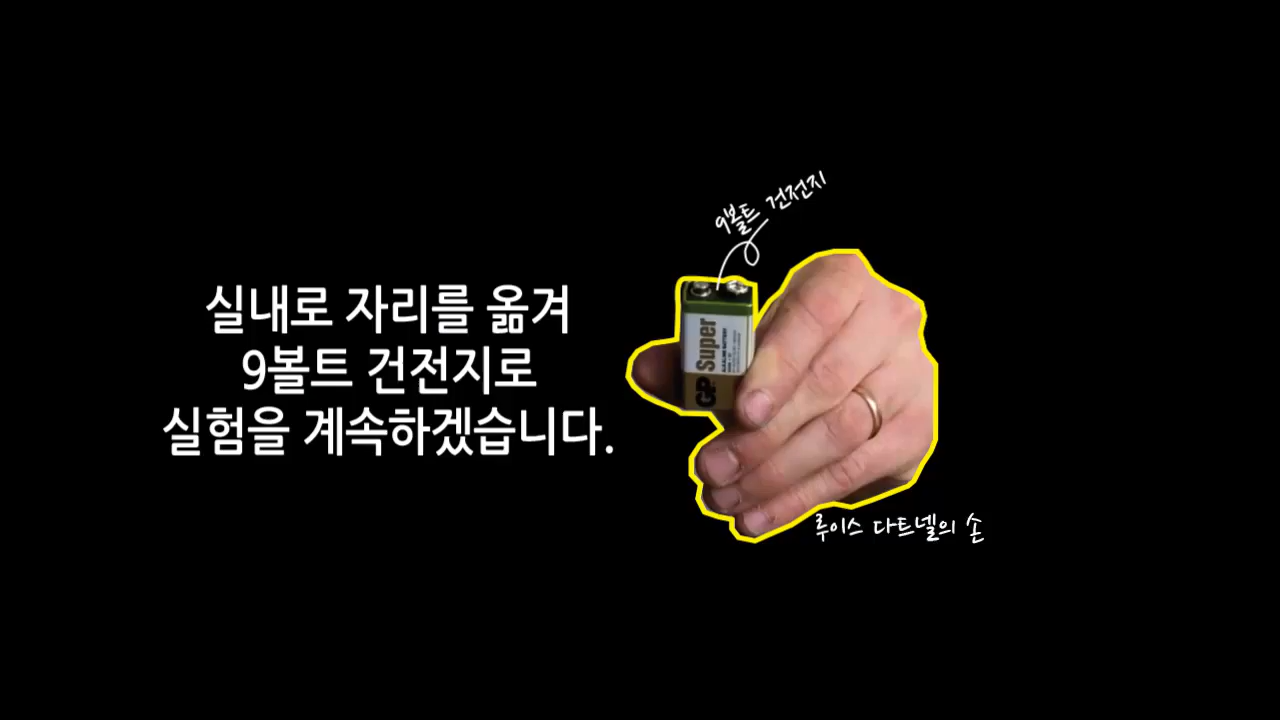 9볼트 건전지
실내로 자리를 옮겨
9볼트 건전지로
실험을 계속하겠습니다.
GP Super
ALKALINE BATTERY
루이스 다트넬의 손